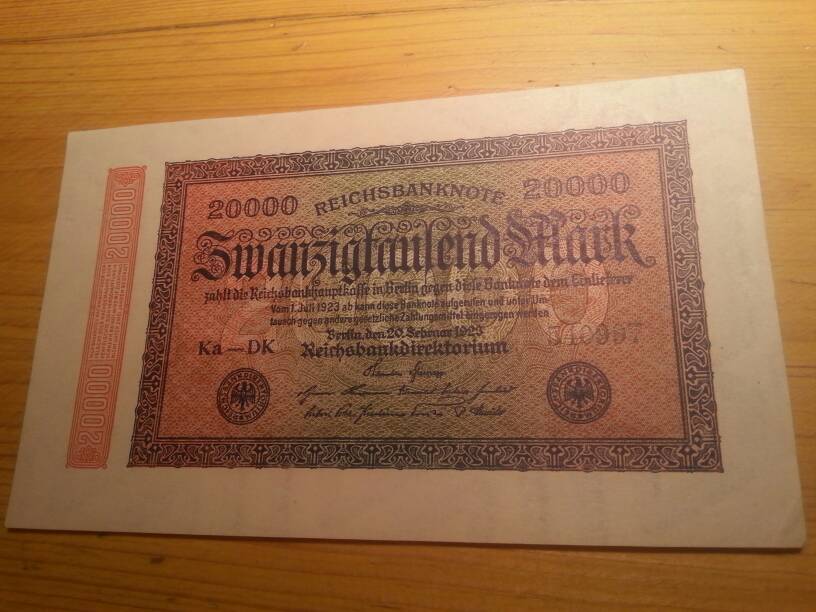 20000 REICHSBANKNOTE 20000
Zwanzigtausend Mark
zahlt die Reichsbankhauptkasse in Berlin gegen diese Banknote dem Einlieferer
Vom 1. Juli 1923 ab kann diese Banknote aufgerufen und unter Um-
tausch gegen andere gesetzliche Zahlungsmittel eingezogen werden
Berlin, den 20. Februar 1923
Ka—DK Reichsbankdirektorium
20000
20000